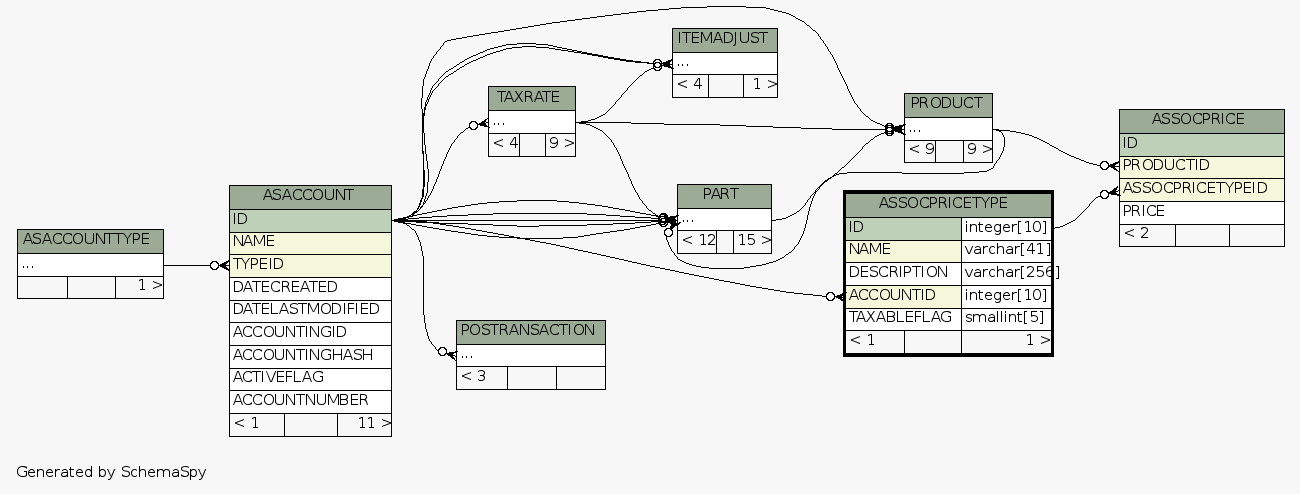 ITEMADJUST
...
< 4 1 >
TAXRATE
...
< 4 9 >
PRODUCT
...
< 9 9 >
ASSOCPRICE
ID
PRODUCTID
ASSOCPRICETYPEID
PRICE
< 2
ASACCOUNT
ID
NAME
TYPEID
DATECREATED
DATELASTMODIFIED
ACCOUNTINGID
ACCOUNTINGHASH
ACTIVEFLAG
ACCOUNTNUMBER
< 1 11 >
PART
...
< 12 15 >
ASSOCPRICETYPE
ID integer[10]
NAME varchar[41]
DESCRIPTION varchar[256]
ACCOUNTID integer[10]
TAXABLEFLAG smallint[5]
< 1 1 >
ASACCOUNTTYPE
...
1 >
POSTRANSACTION
...
< 3
Generated by SchemaSpy